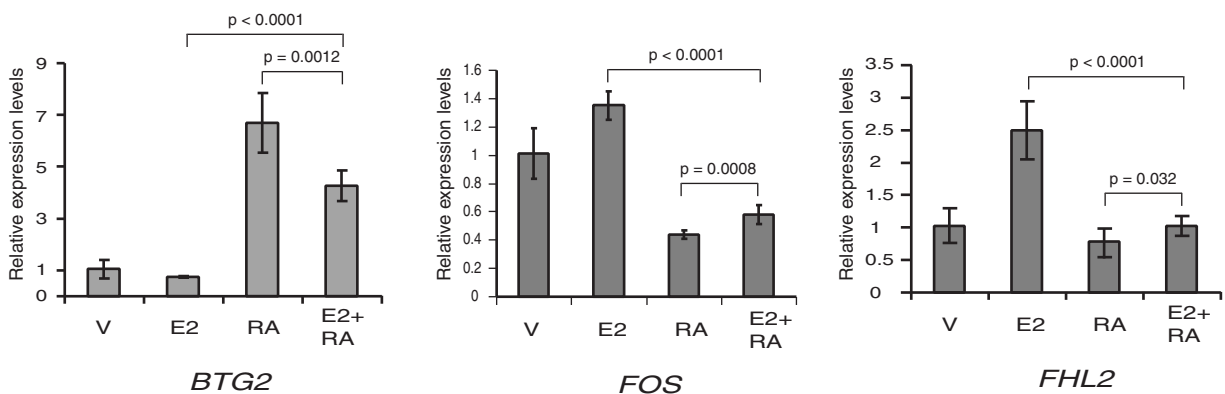 p < 0.0001
p = 0.0012
Relative expression levels
9
7
5
3
1
0
V E2 RA E2+
RA
BTG2
p < 0.0001
p = 0.0008
Relative expression levels
1.6
1.4
1.2
1
0.8
0.6
0.4
0.2
0
V E2 RA E2+
RA
FOS
p < 0.0001
p = 0.032
Relative expression levels
3.5
3
2.5
2
1.5
1
0.5
0
V E2 RA E2+
RA
FHL2